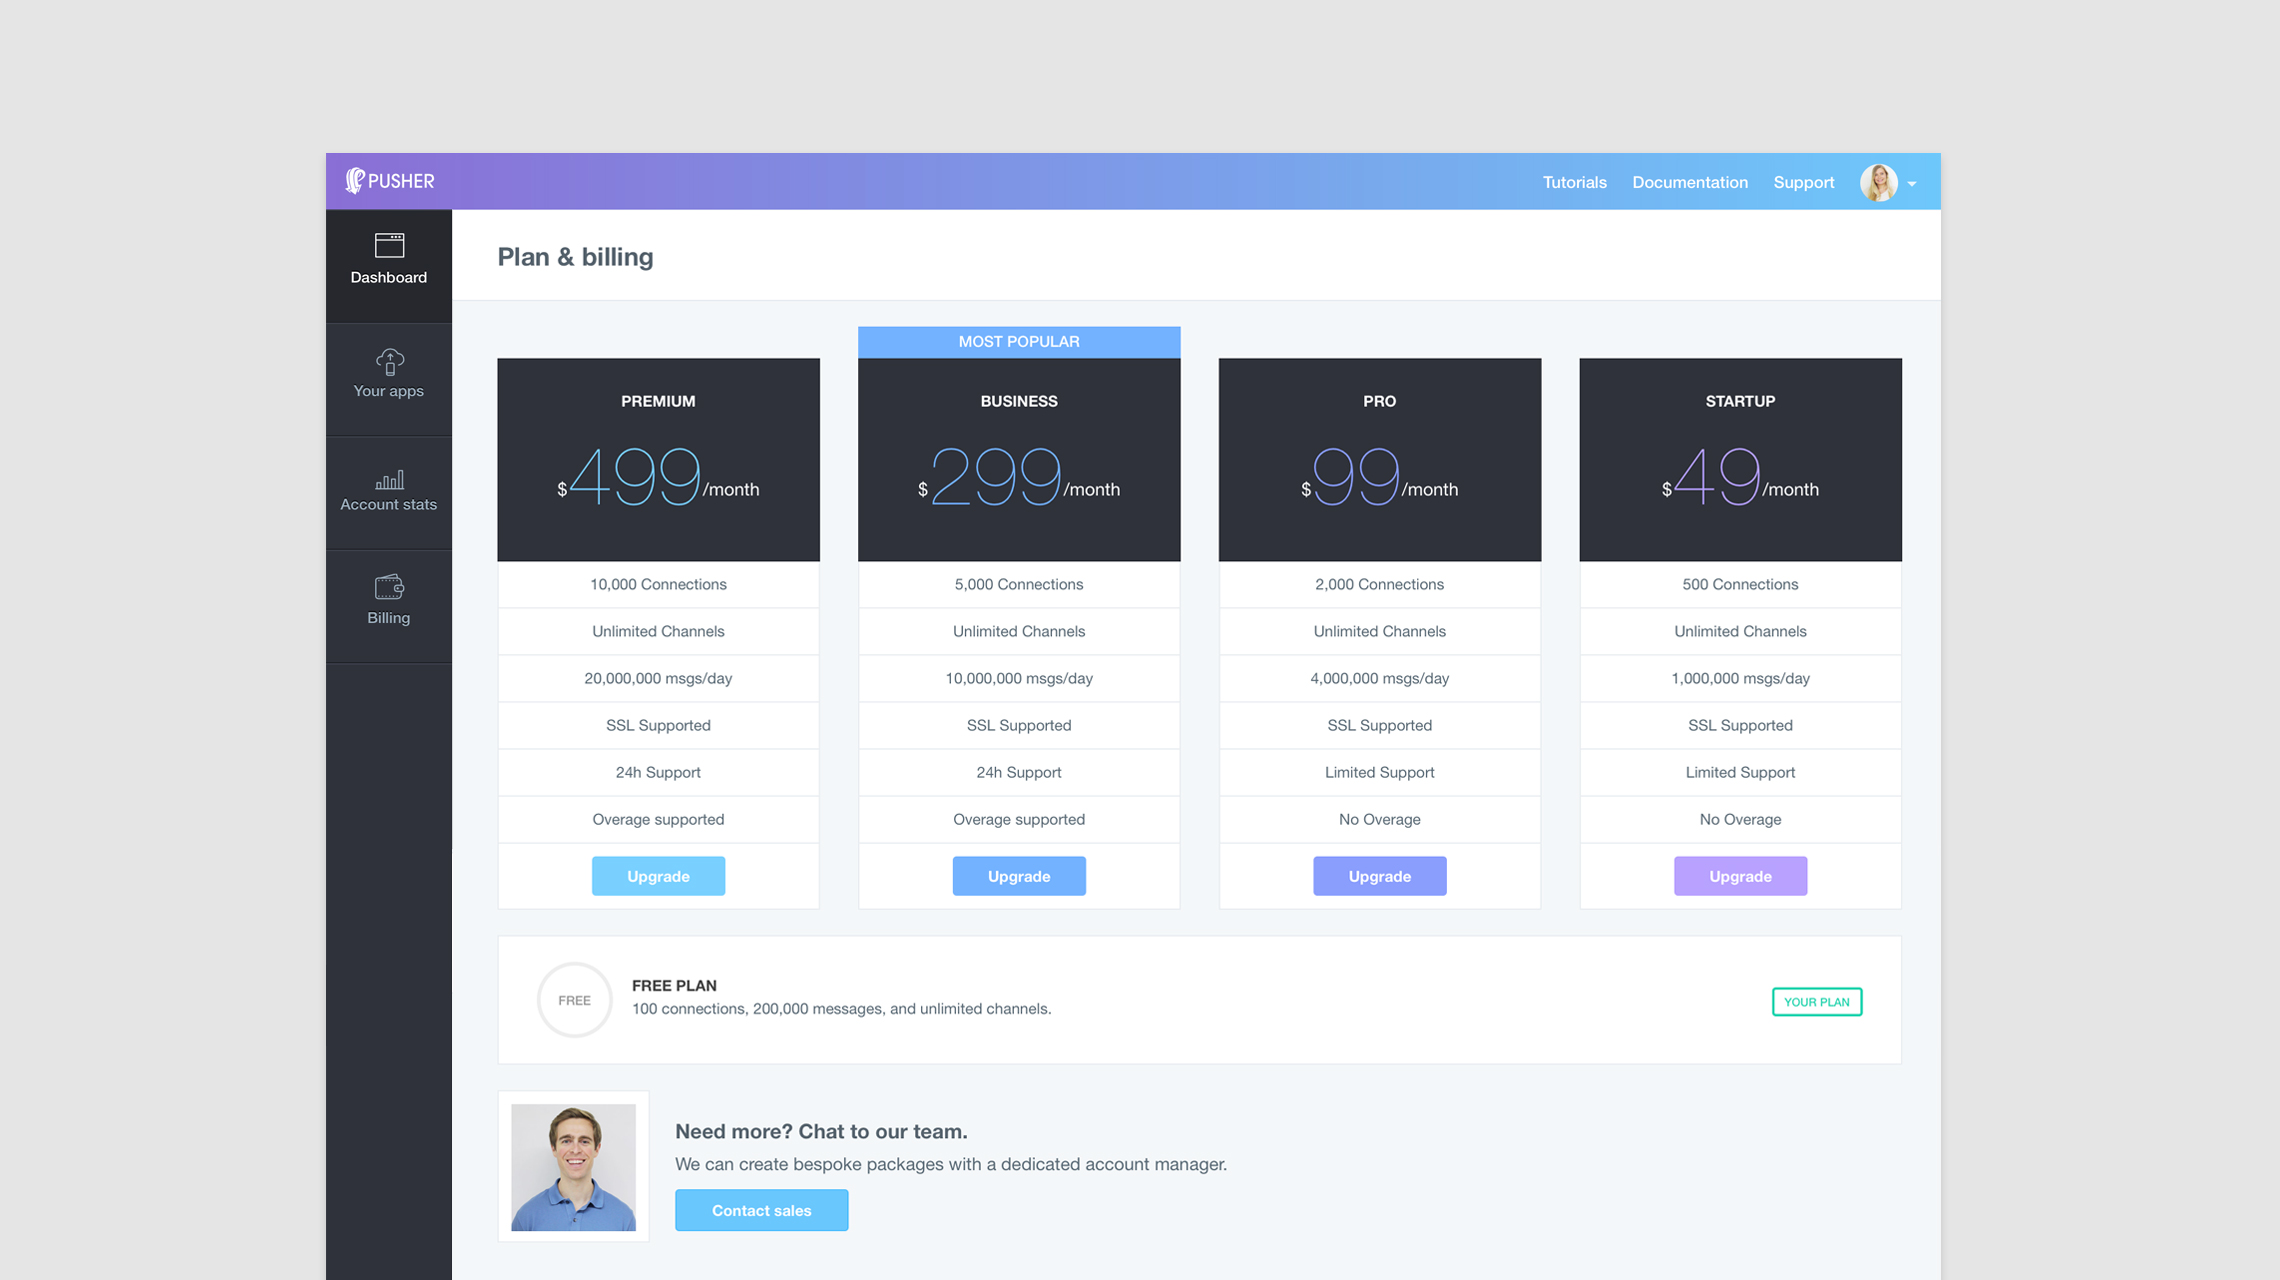 PUSHER
Tutorials Documentation Support
Dashboard
Your apps
Account stats
Billing
Plan & billing
PREMIUM
$499/month
10,000 Connections
Unlimited Channels
20,000,000 msgs/day
SSL Supported
24h Support
Overage supported
Upgrade
MOST POPULAR
BUSINESS
$299/month
5,000 Connections
Unlimited Channels
10,000,000 msgs/day
SSL Supported
24h Support
Overage supported
Upgrade
PRO
$99/month
2,000 Connections
Unlimited Channels
4,000,000 msgs/day
SSL Supported
Limited Support
No Overage
Upgrade
STARTUP
$49/month
500 Connections
Unlimited Channels
1,000,000 msgs/day
SSL Supported
Limited Support
No Overage
Upgrade
FREE
FREE PLAN
100 connections, 200,000 messages, and unlimited channels.
YOUR PLAN
Need more? Chat to our team.
We can create bespoke packages with a dedicated account manager.
Contact sales